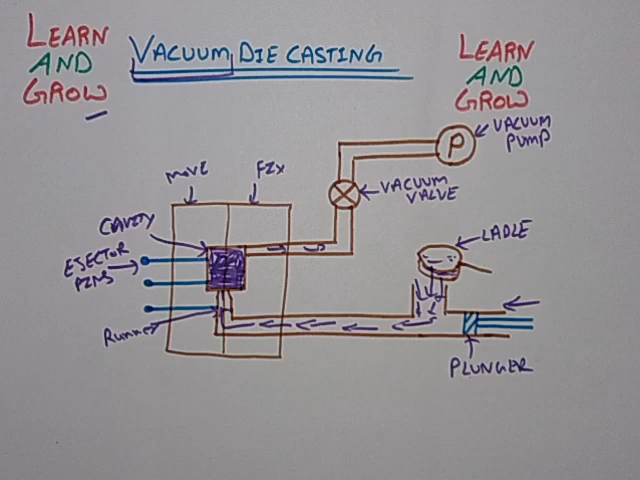 LEARN
AND
GROW
VACUUM DIE CASTING
LEARN
AND
GROW
VACUUM
PUMP
P
MOVE
FIX
VACUUM
VALVE
CAVITY
LADLE
EJECTOR
PINS
Runner
PLUNGER